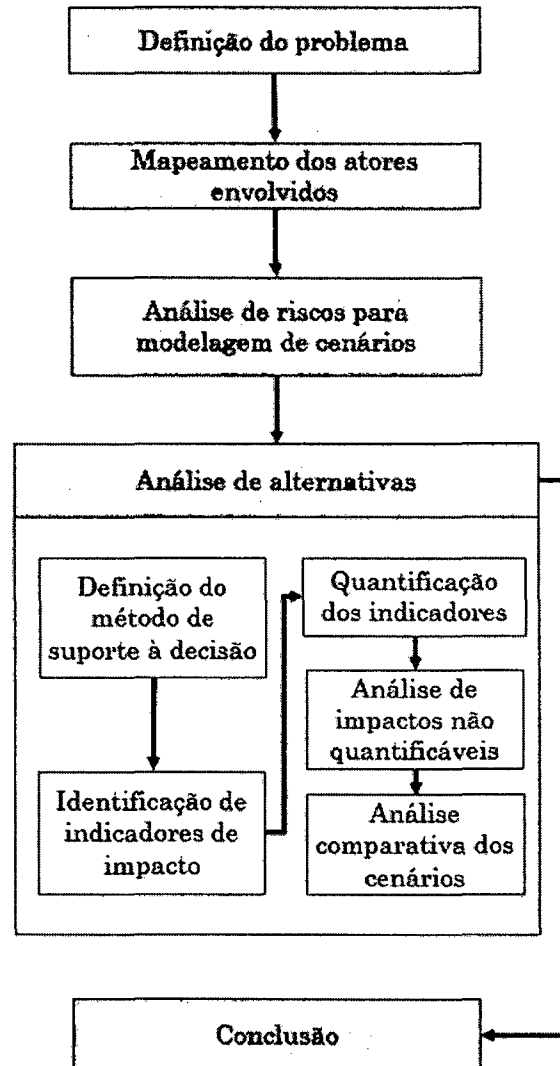 Definição do problema
Mapeamento dos atores
envolvidos
Análise de riscos para
modelagem de cenários
Análise de alternativas
Definição do
método de
suporte à decisão
Identificação de
indicadores de
impacto
Quantificação
dos indicadores
Análise de
impactos não
quantificáveis
Análise
comparativa dos
cenários
Conclusão